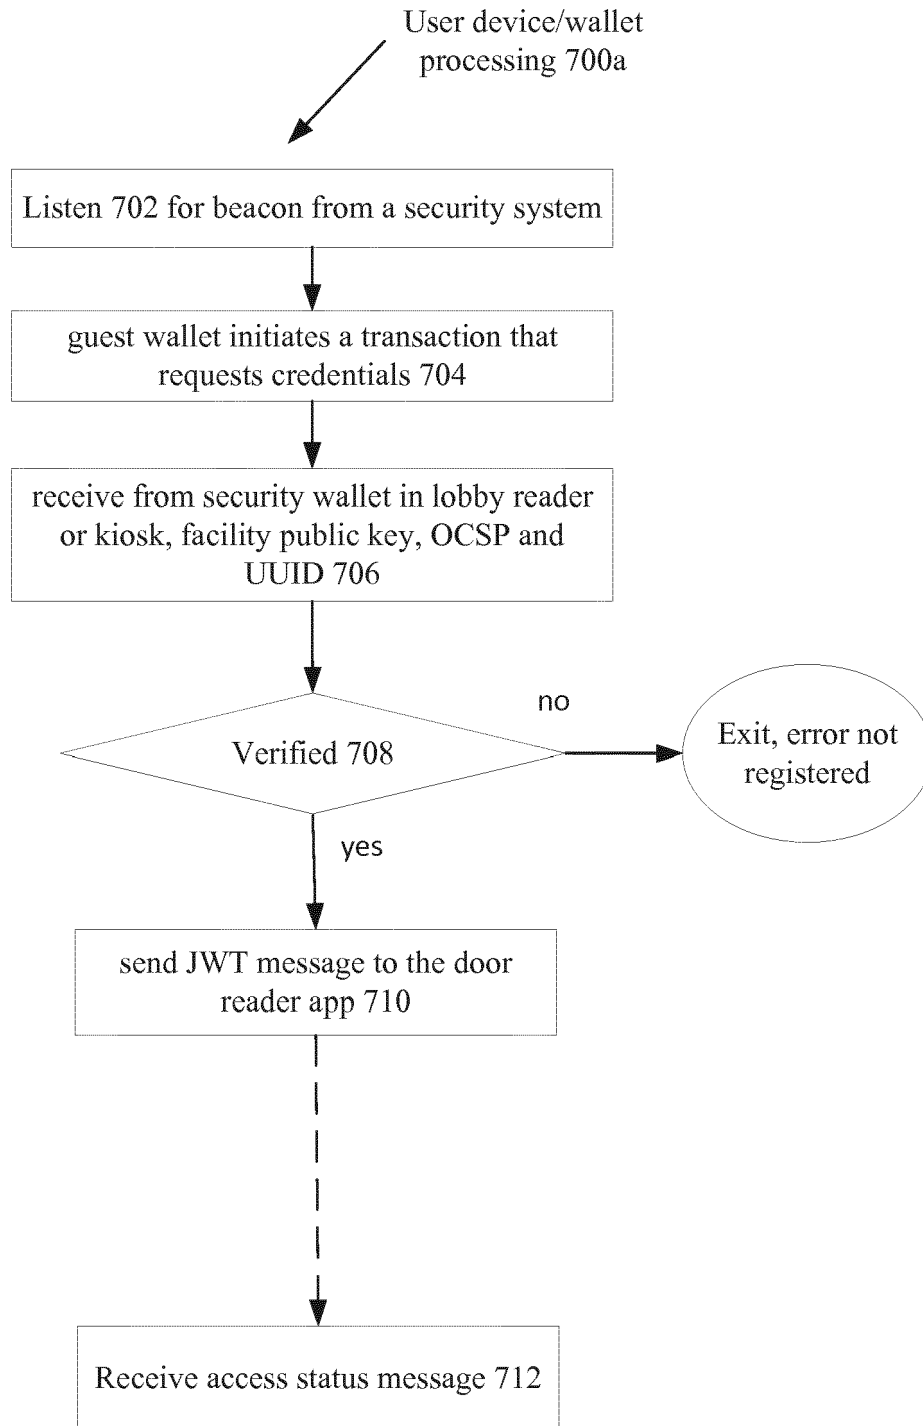 User device/wallet
processing 700a
Listen 702 for beacon from a security system
guest wallet initiates a transaction that
requests credentials 704
receive from security wallet in lobby reader
or kiosk, facility public key, OCSP and
UUID 706
Verified 708
no
Exit, error not
registered
yes
send JWT message to the door
reader app 710
Receive access status message 712